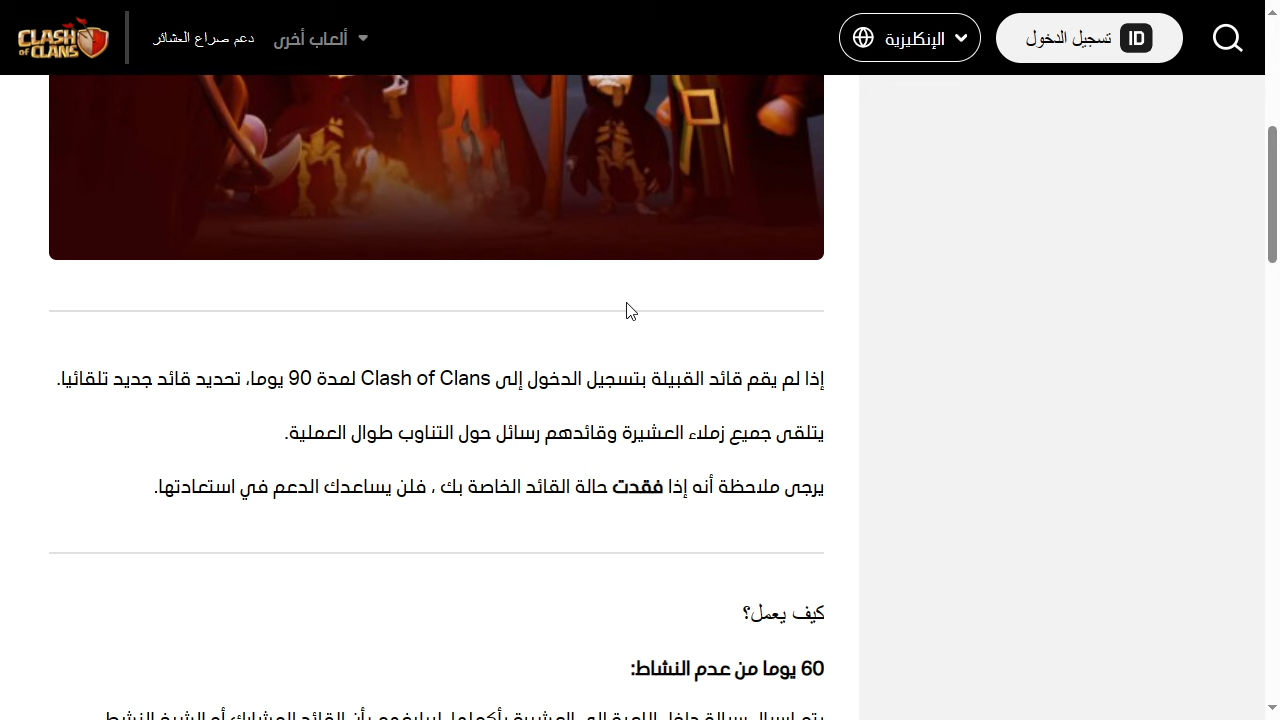 CLASH of CLANS
دعم صراع العشائر
ألعاب أخرى
الإنكليزية
تسجيل الدخول ID
إذا لم يقم قائد القبيلة بتسجيل الدخول إلى Clash of Clans لمدة 90 يوما، تحديد قائد جديد تلقائيا.
يتلقى جميع زملاء العشيرة وقائدهم رسائل حول التناوب طوال العملية.
يرجى ملاحظة أنه إذا فقدت حالة القائد الخاصة بك ، فلن يساعدك الدعم في استعادتها.
كيف يعمل؟
60 يوما من عدم النشاط: